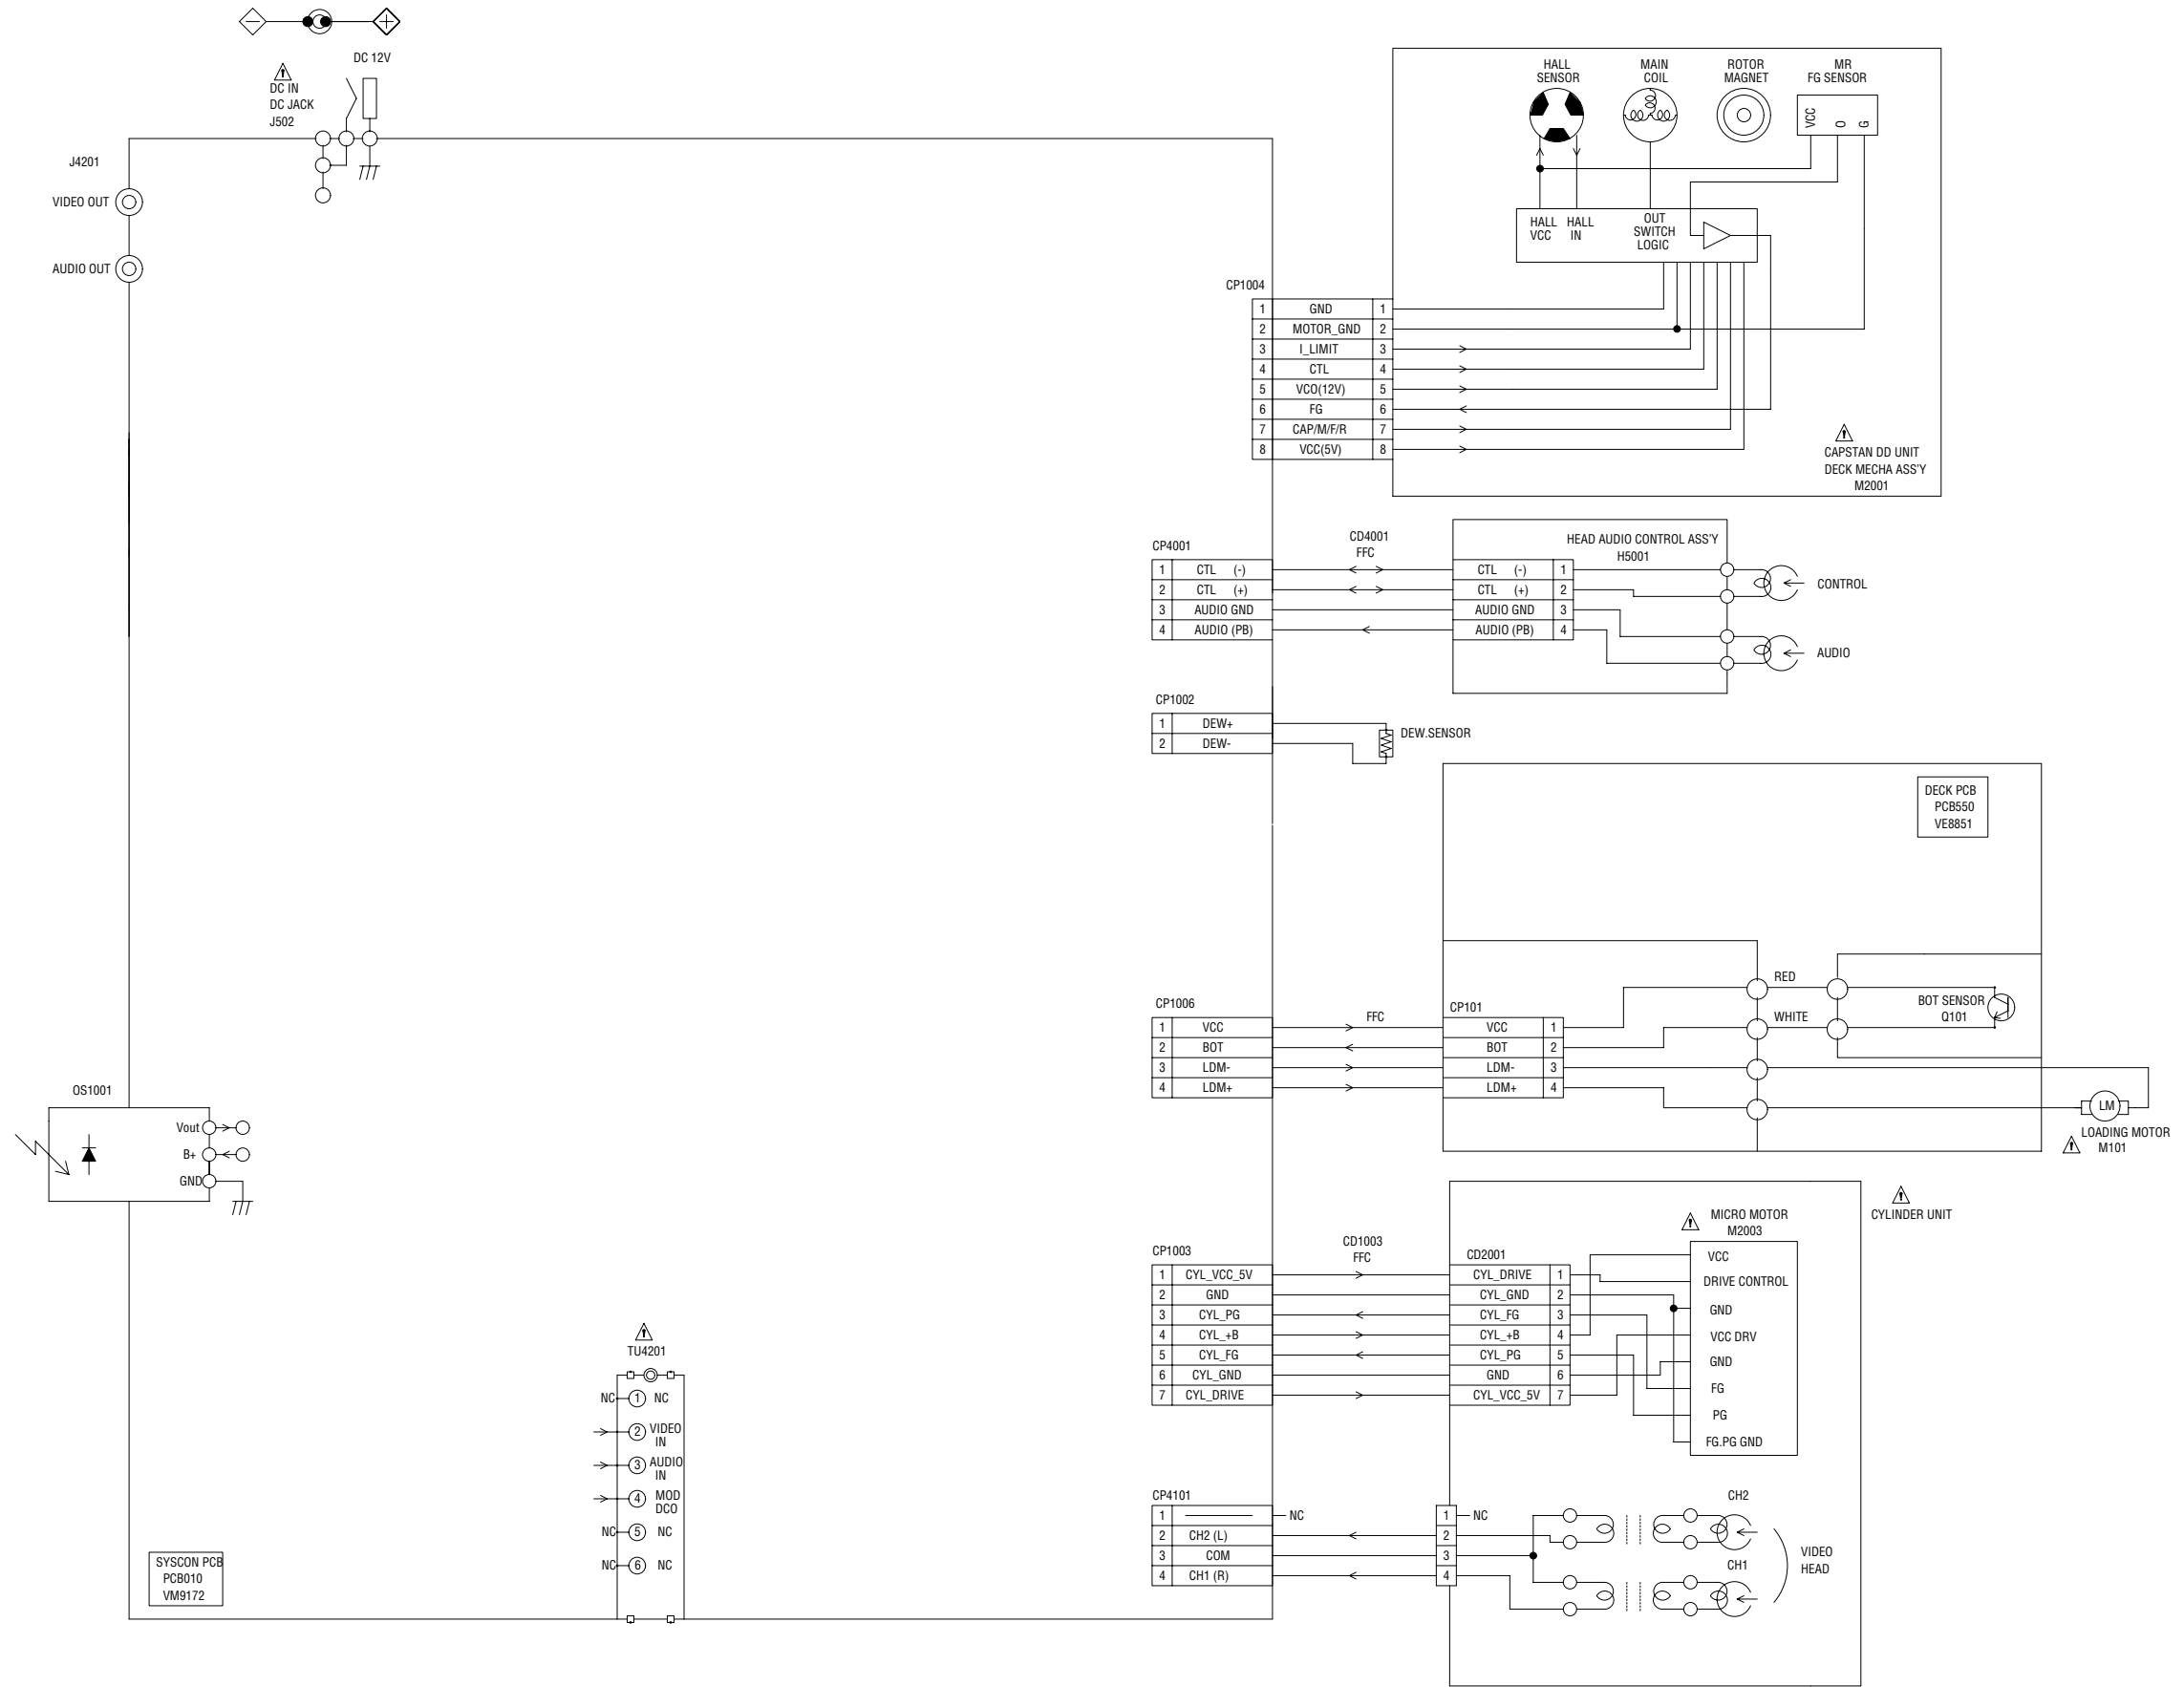 DC 12V
DC IN
DC JACK
J502
J4201
VIDEO OUT
AUDIO OUT
HALL
SENSOR
MAIN
COIL
ROTOR
MAGNET
MR
FG SENSOR
VCC
O
G
HALL
VCC
HALL
IN
OUT
SWITCH
LOGIC
CP1004
1 GND 1
2 MOTOR_GND 2
3 I_LIMIT 3
4 CTL 4
5 VCO(12V) 5
6 FG 6
7 CAP/M/F/R 7
8 VCC(5V) 8
CAPSTAN DD UNIT
DECK MECHA ASS'Y
M2001
CP4001
1 CTL (-)
2 CTL (+)
3 AUDIO GND
4 AUDIO (PB)
CD4001
FFC
HEAD AUDIO CONTROL ASS'Y
H5001
CTL (-) 1
CTL (+) 2
AUDIO GND 3
AUDIO (PB) 4
CONTROL
AUDIO
CP1002
1 DEW+
2 DEW-
DEW.SENSOR
DECK PCB
PCB550
VE8851
CP1006
1 VCC
2 BOT
3 LDM-
4 LDM+
FFC
CP101
VCC 1
BOT 2
LDM- 3
LDM+ 4
RED
WHITE
BOT SENSOR
Q101
LM
LOADING MOTOR
M101
OS1001
Vout
B+
GND
CYLINDER UNIT
MICRO MOTOR
M2003
CP1003
1 CYL_VCC_5V
2 GND
3 CYL_PG
4 CYL_+B
5 CYL_FG
6 CYL_GND
7 CYL_DRIVE
CD1003
FFC
CD2001
CYL_DRIVE 1
CYL_GND 2
CYL_FG 3
CYL_+B 4
CYL_PG 5
GND 6
CYL_VCC_5V 7
VCC
DRIVE CONTROL
GND
VCC DRV
GND
FG
PG
FG.PG GND
TU4201
NC 1 NC
2 VIDEO
IN
3 AUDIO
IN
4 MOD
DCO
NC 5 NC
NC 6 NC
CP4101
1 NC
2 CH2 (L)
3 COM
4 CH1 (R)
1 NC
2
3
4
CH2
CH1
VIDEO
HEAD
SYSCON PCB
PCB010
VM9172